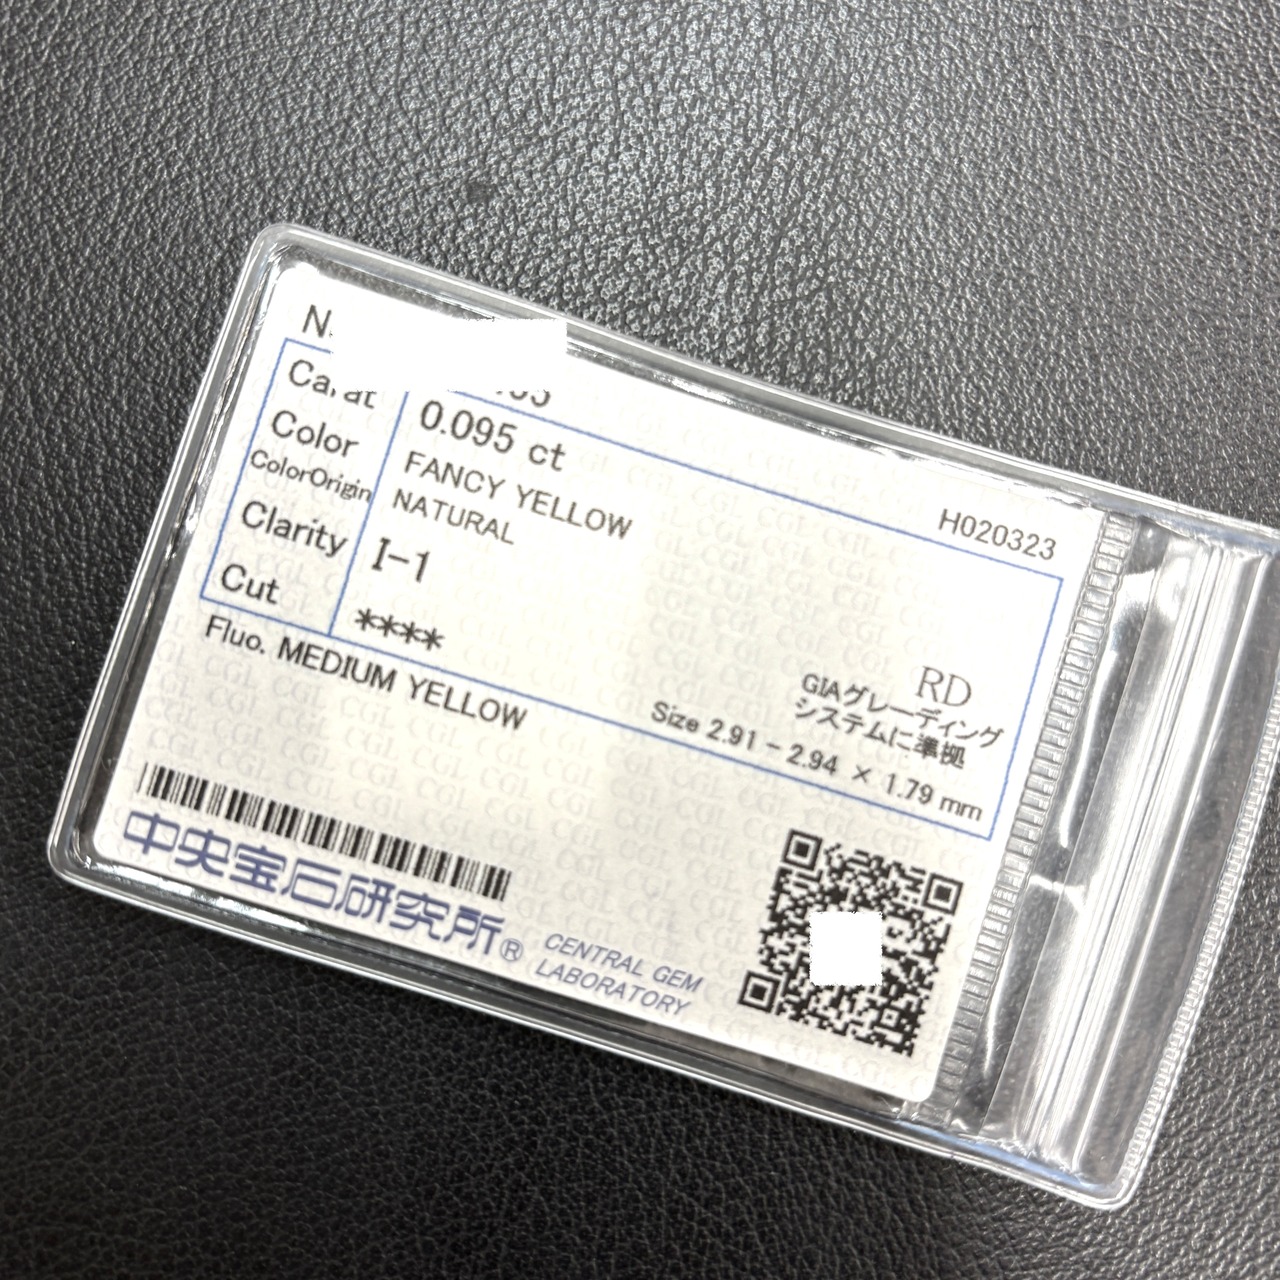 N
Carat 0.095 ct
Color FANCY YELLOW
ColorOrigin NATURAL
Clarity I-1
Cut ****
H020323
RD
GIAグレーディング
システムに準拠
Fluo. MEDIUM YELLOW
Size 2.91 - 2.94 × 1.79 mm
中央宝石研究所®
CENTRAL GEM
LABORATORY